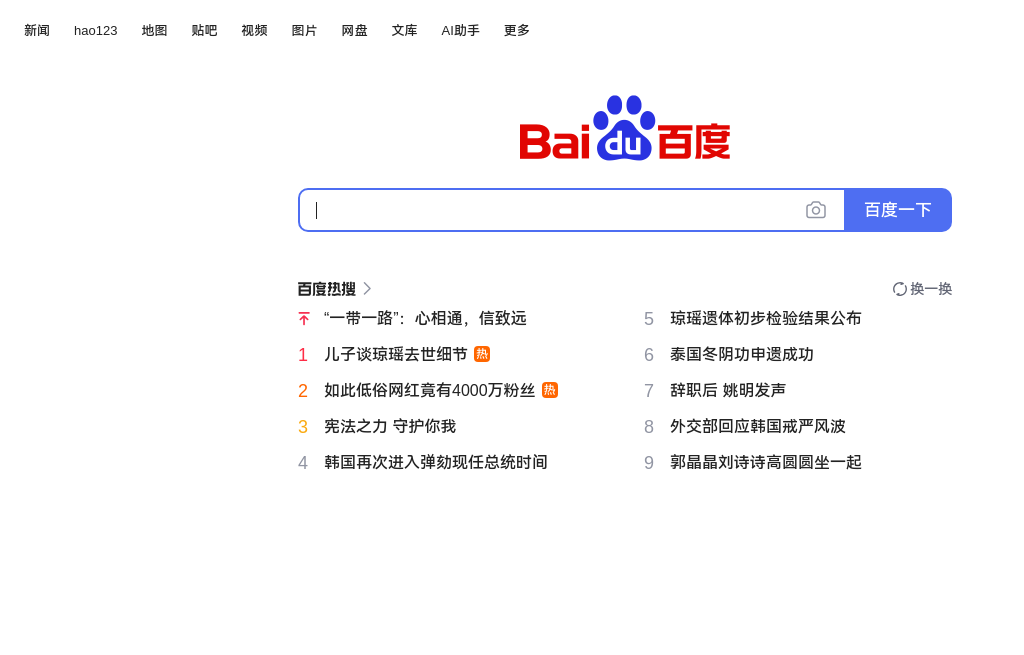 新闻 hao123 地图 贴吧 视频 图片 网盘 文库 AI助手 更多
Bai du 百度
百度一下
百度热搜 换一换
“一带一路”：心相通，信致远
1 儿子谈琼瑶去世细节 热
2 如此低俗网红竟有4000万粉丝 热
3 宪法之力 守护你我
4 韩国再次进入弹劾现任总统时间
5 琼瑶遗体初步检验结果公布
6 泰国冬阴功申遗成功
7 辞职后 姚明发声
8 外交部回应韩国戒严风波
9 郭晶晶刘诗诗高圆圆坐一起